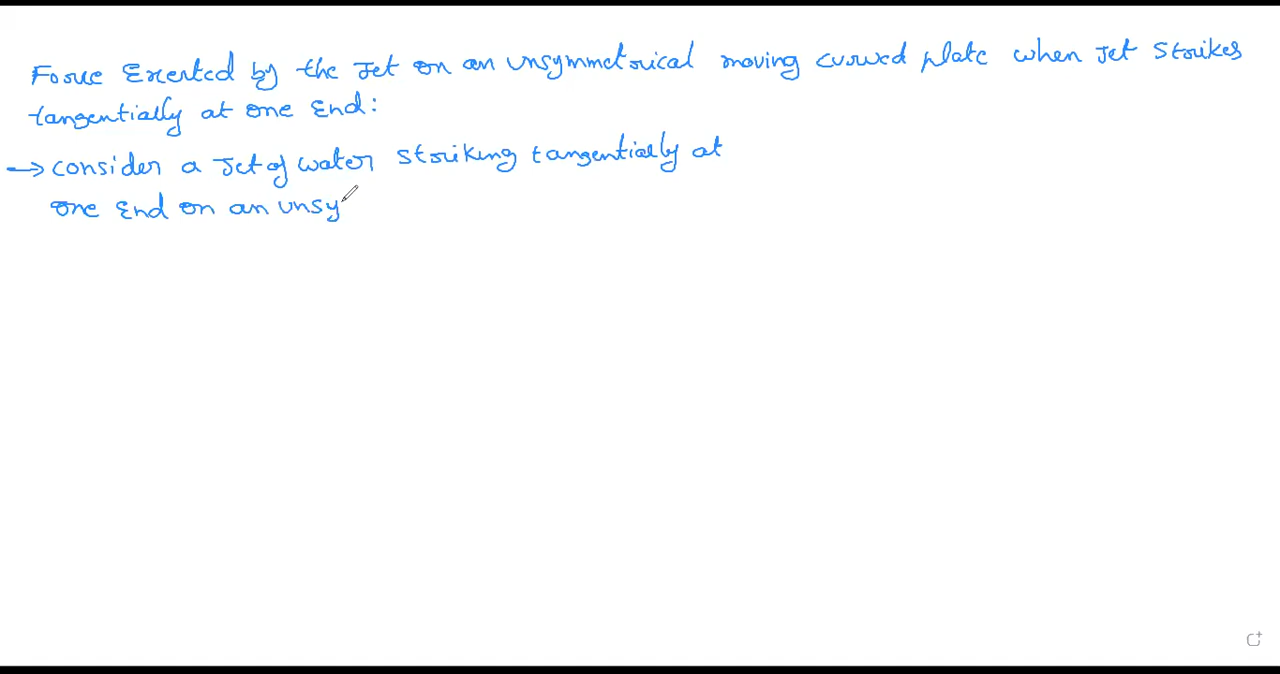 Force Exerted by the Jet on an Unsymmetrical moving curved plate when Jet Strikes
tangentially at one End:
→ Consider a Jet of water Striking tangentially at
one End on an unsy